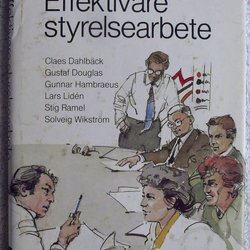 Effektivare
styrelsearbete
Claes Dahlbäck
Gustaf Douglas
Gunnar Hambraeus
Lars Lidén
Stig Ramel
Solveig Wikström